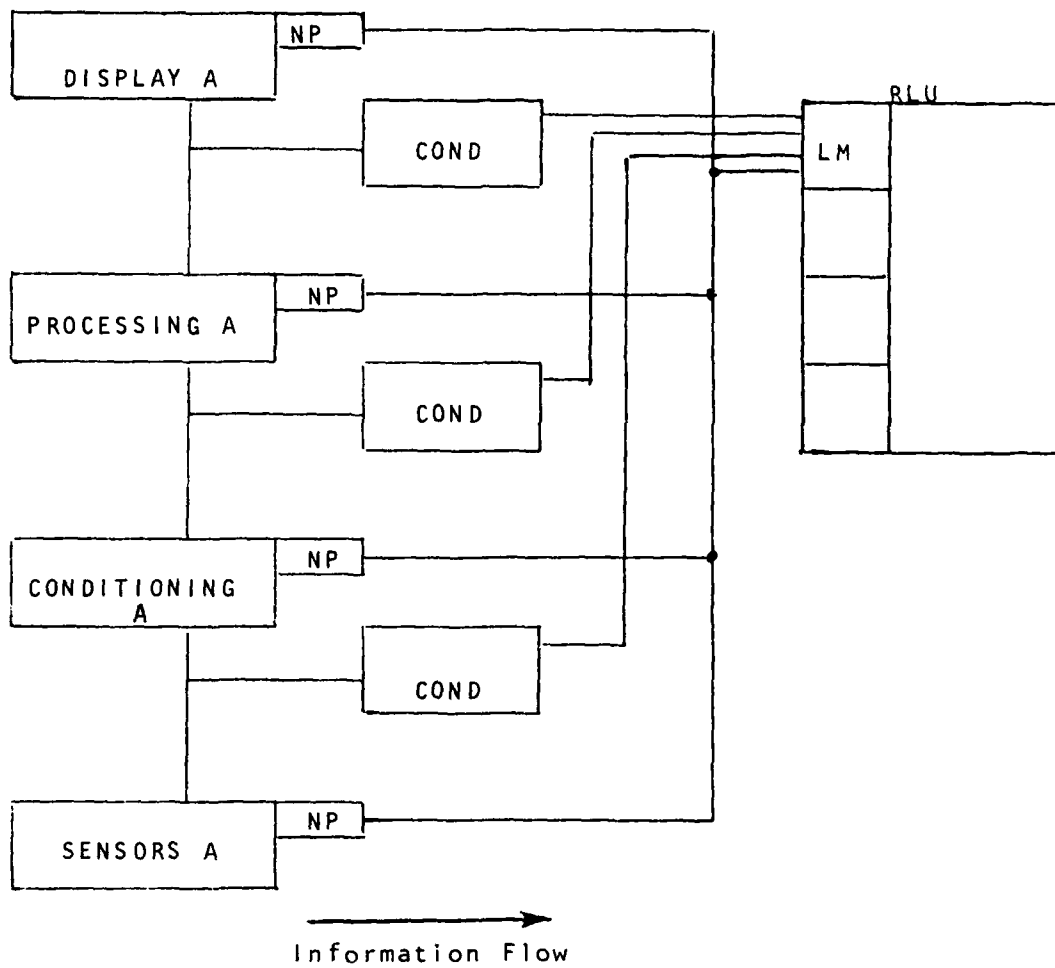 NP
DISPLAY A
RLU
COND
LM
NP
PROCESSING A
COND
NP
CONDITIONING
A
COND
NP
SENSORS A
Information Flow